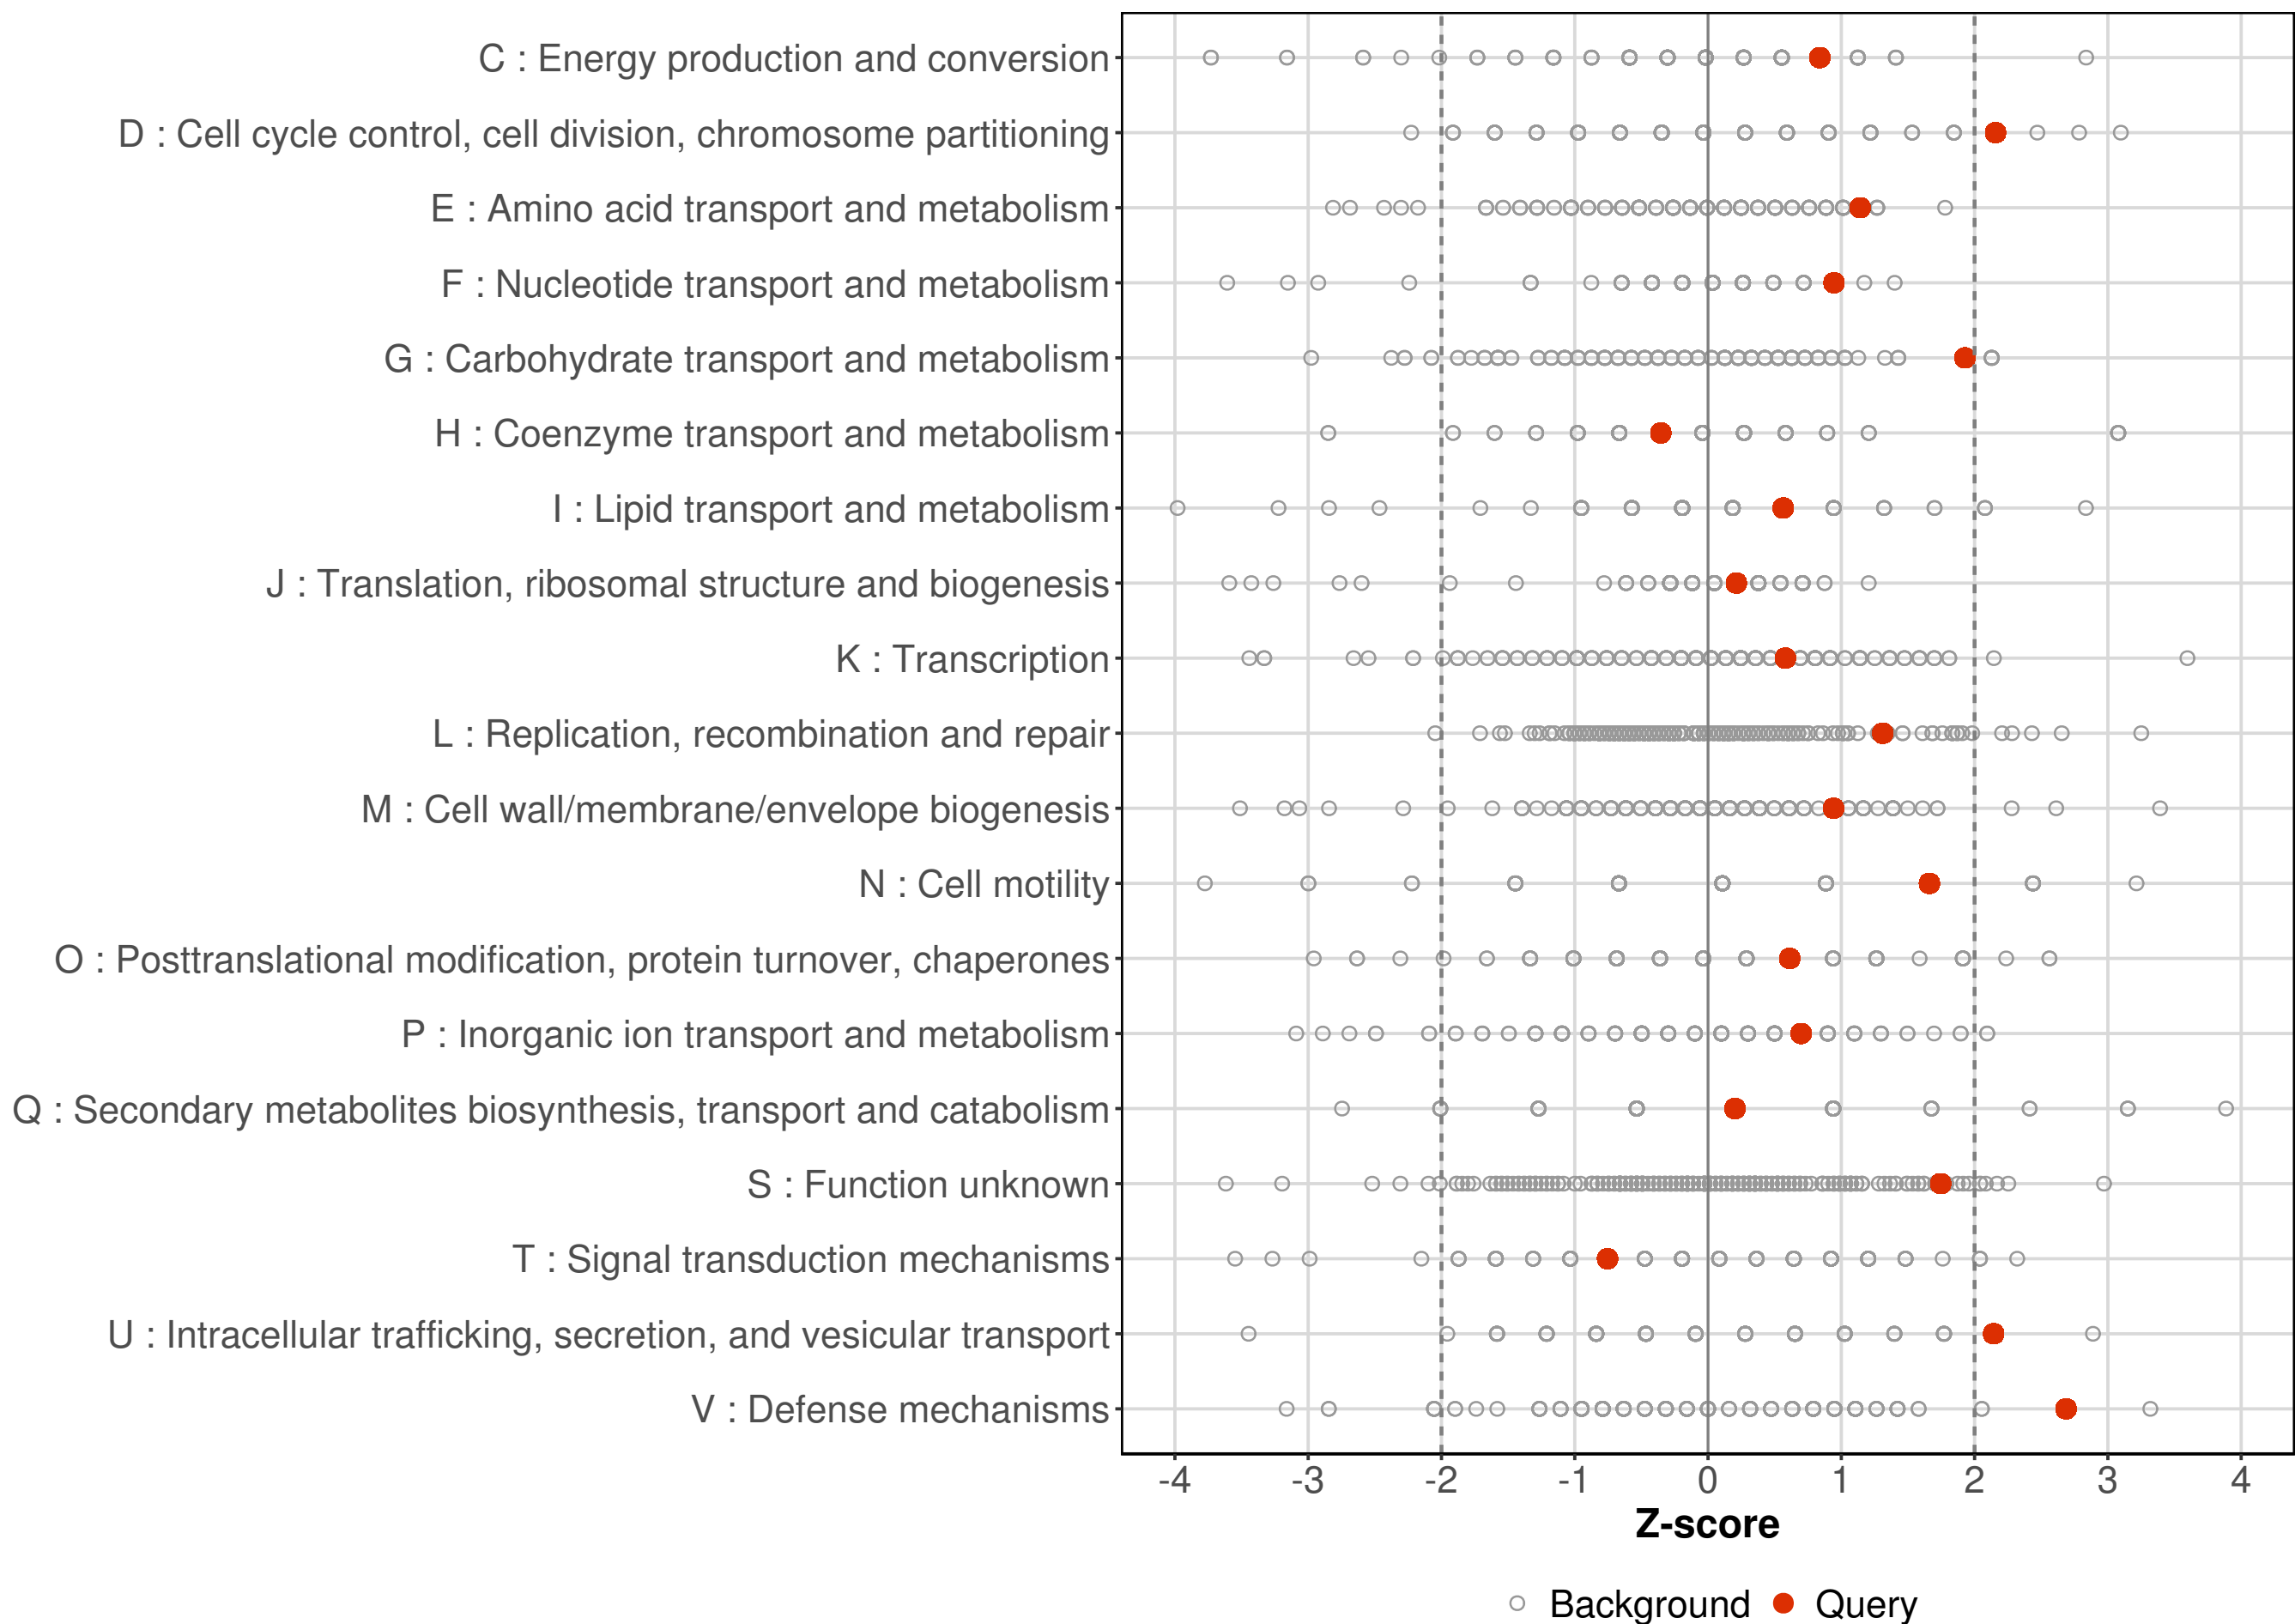 C : Energy production and conversion
D : Cell cycle control, cell division, chromosome partitioning
E : Amino acid transport and metabolism
F : Nucleotide transport and metabolism
G : Carbohydrate transport and metabolism
H : Coenzyme transport and metabolism
I : Lipid transport and metabolism
J : Translation, ribosomal structure and biogenesis
K : Transcription
L : Replication, recombination and repair
M : Cell wall/membrane/envelope biogenesis
N : Cell motility
O : Posttranslational modification, protein turnover, chaperones
P : Inorganic ion transport and metabolism
Q : Secondary metabolites biosynthesis, transport and catabolism
S : Function unknown
T : Signal transduction mechanisms
U : Intracellular trafficking, secretion, and vesicular transport
V : Defense mechanisms
-4 -3 -2 -1 0 1 2 3 4
Z-score
Background Query